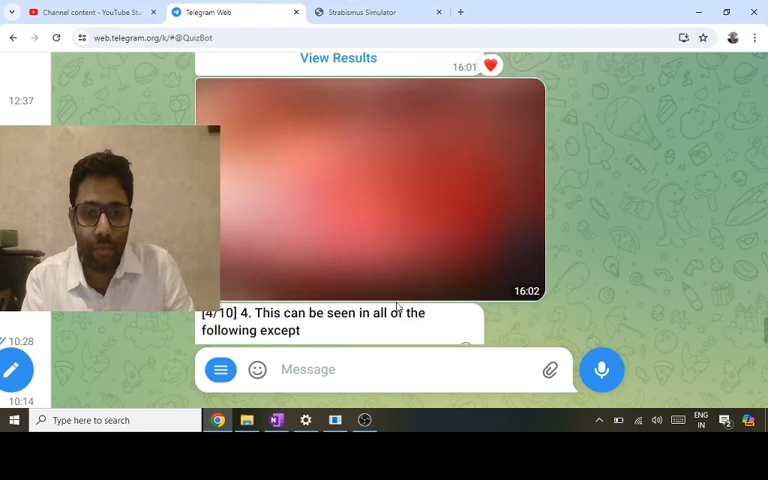 Channel content - YouTube Stu
Telegram Web
Strabismus Simulator
web.telegram.org/k/#@QuizBot
View Results
16:01
12:37
16:02
[4/10] 4. This can be seen in all of the
following except
10:28
Message
10:14
Type here to search
ENG
IN
2